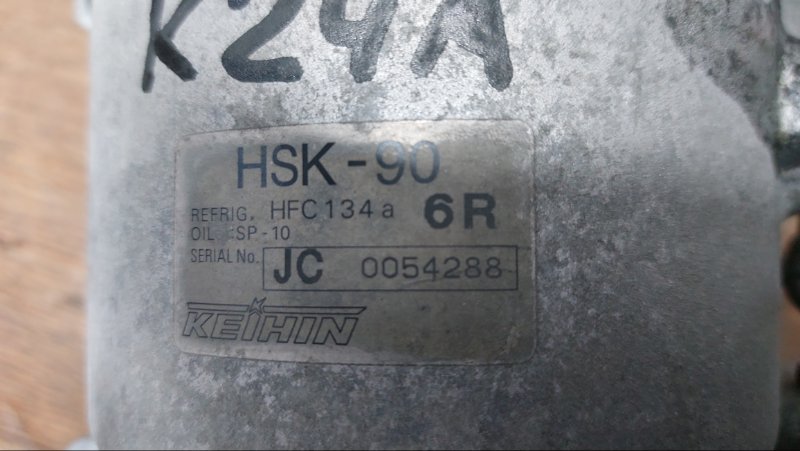 K24A
HSK-90
REFRIG. HFC134a 6R
OIL SP-10
SERIAL No. JC 0054288
KEIHIN